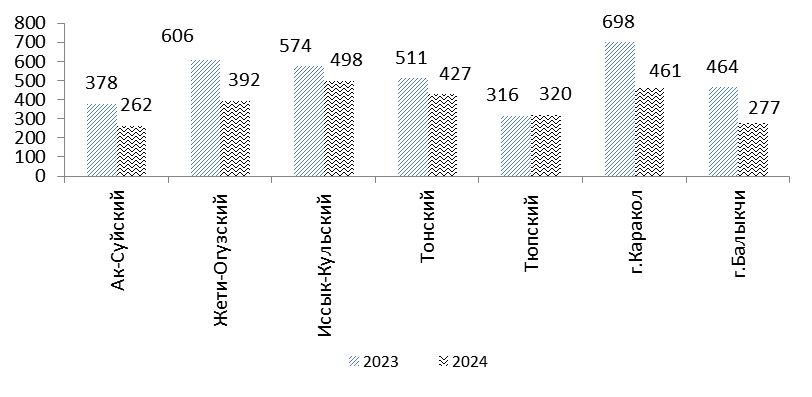 800
700
600
500
400
300
200
100
0
378 262
606 392
574 498
511 427
316 320
698 461
464 277
Ак-Суйский
Жети-Огузский
Иссык-Кульский
Тонский
Тюпский
г.Каракол
г.Балыкчи
2023 2024